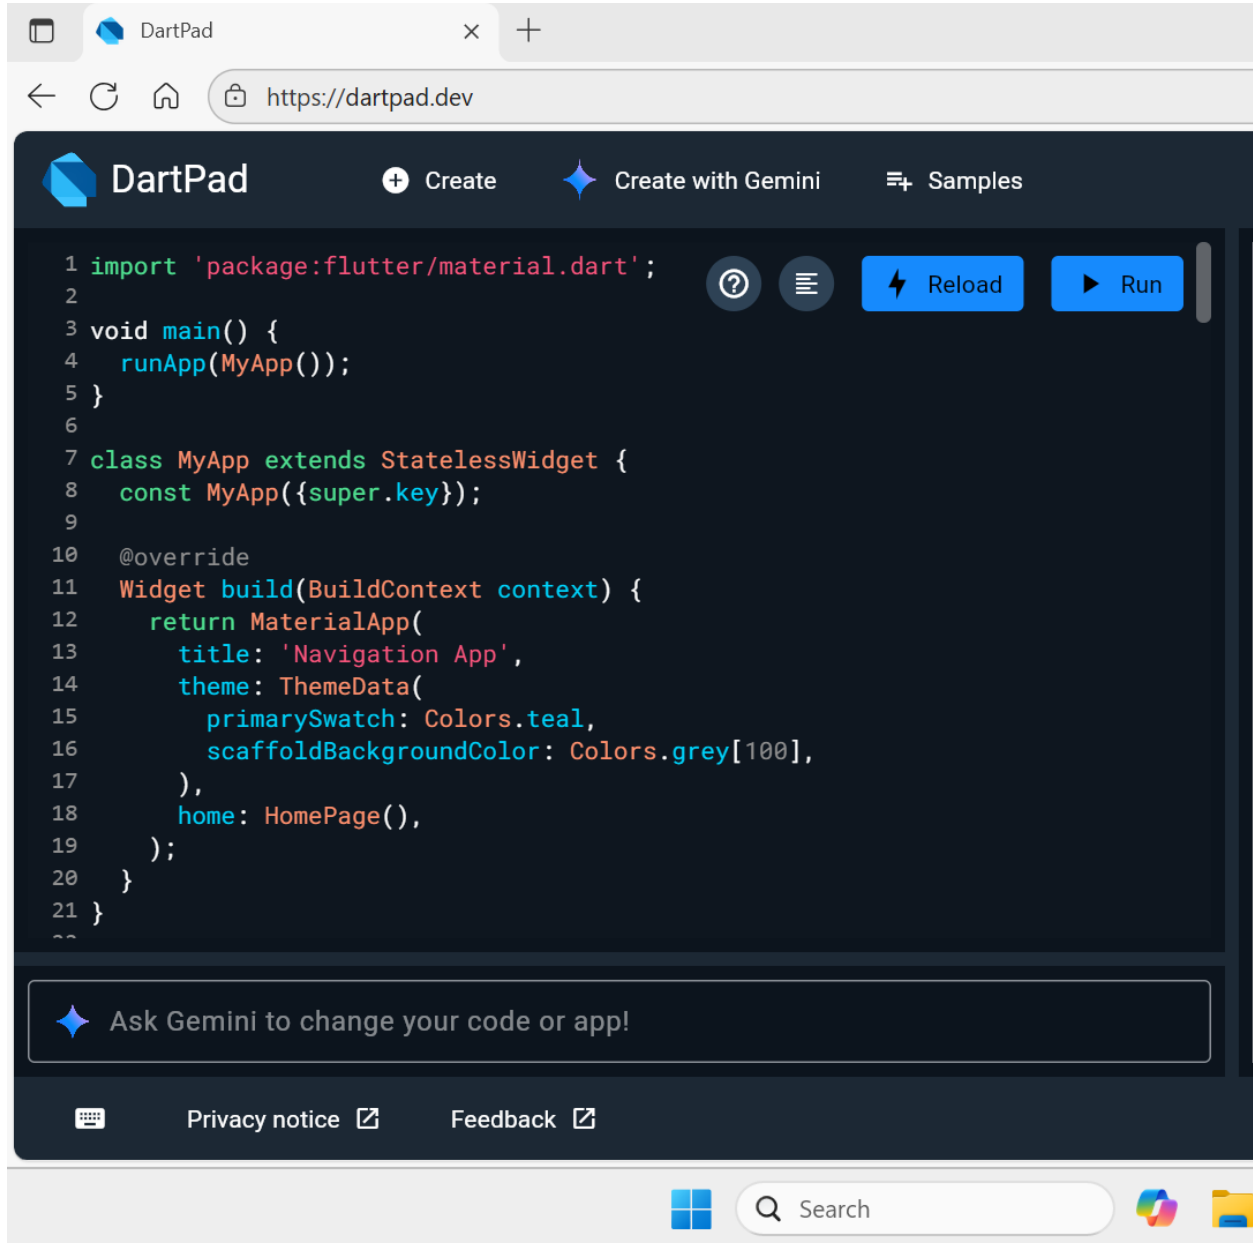 DartPad
https://dartpad.dev
DartPad Create Create with Gemini Samples
Reload Run
1 import 'package:flutter/material.dart';
2
3 void main() {
4   runApp(MyApp());
5 }
6
7 class MyApp extends StatelessWidget {
8   const MyApp({super.key});
9
10   @override
11   Widget build(BuildContext context) {
12     return MaterialApp(
13       title: 'Navigation App',
14       theme: ThemeData(
15         primarySwatch: Colors.teal,
16         scaffoldBackgroundColor: Colors.grey[100],
17       ),
18       home: HomePage(),
19     );
20   }
21 }
Ask Gemini to change your code or app!
Privacy notice Feedback
Search